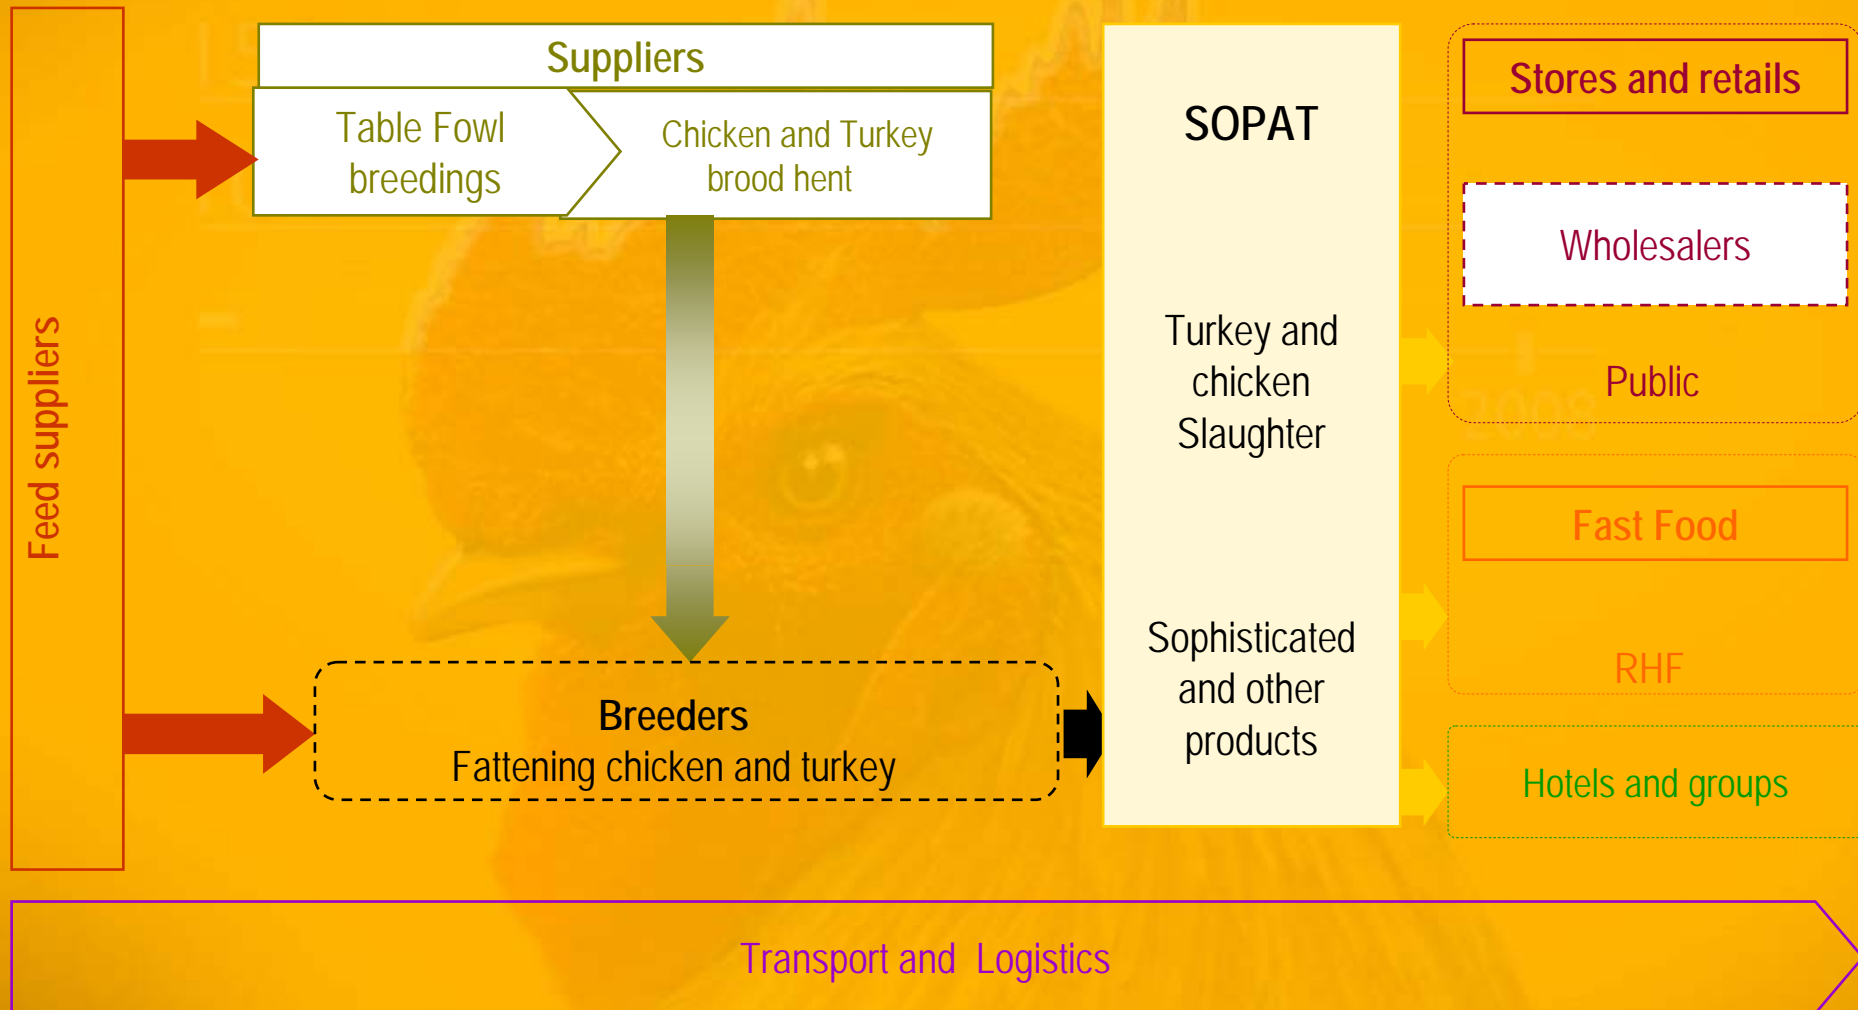 Feed suppliers
Suppliers
Table Fowl
breedings
Chicken and Turkey
brood hent
Breeders
Fattening chicken and turkey
SOPAT
Turkey and
chicken
Slaughter
Sophisticated
and other
products
Stores and retails
Wholesalers
Public
2008
Fast Food
RHF
Hotels and groups
Transport and Logistics